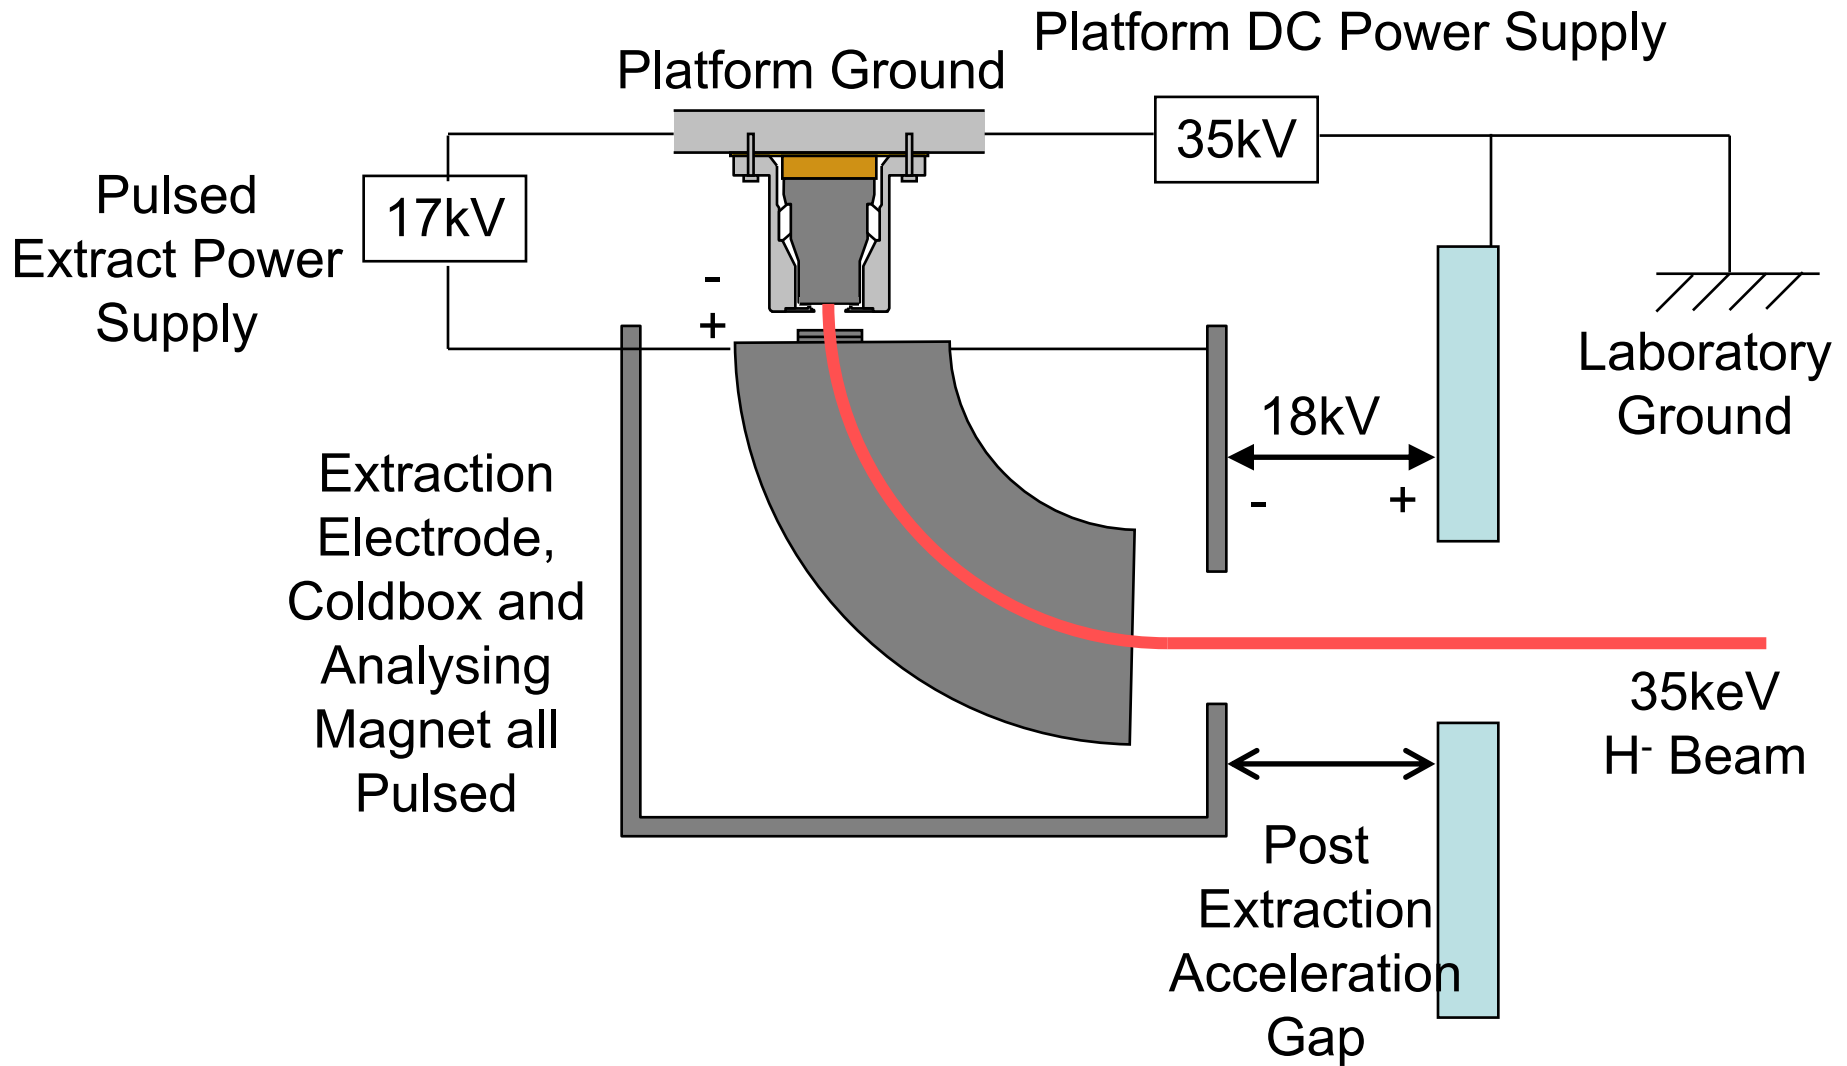 Platform DC Power Supply
Platform Ground
35kV
17kV
Pulsed
Extract Power
Supply
-
+
Laboratory
Ground
18kV
- +
Extraction
Electrode,
Coldbox and
Analysing
Magnet all
Pulsed
35keV
H- Beam
Post
Extraction
Acceleration
Gap